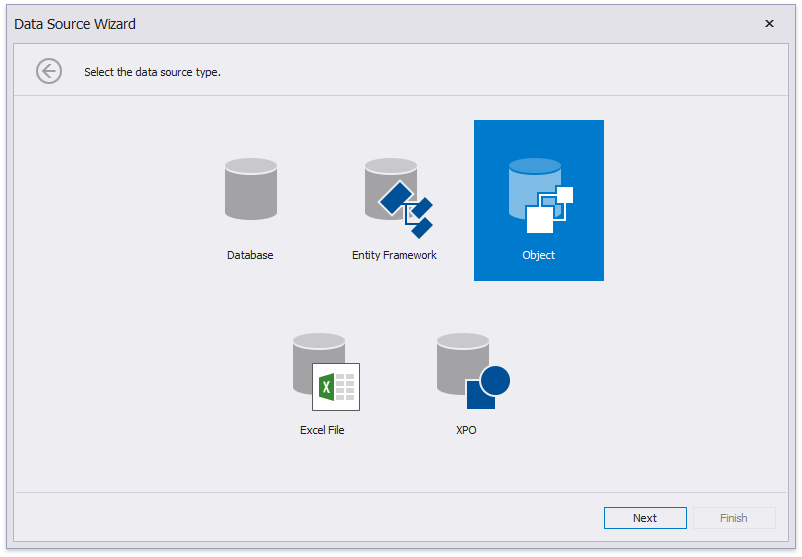 Data Source Wizard
Select the data source type.
Database
Entity Framework
Object
X
Excel File
XPO
Next
Finish